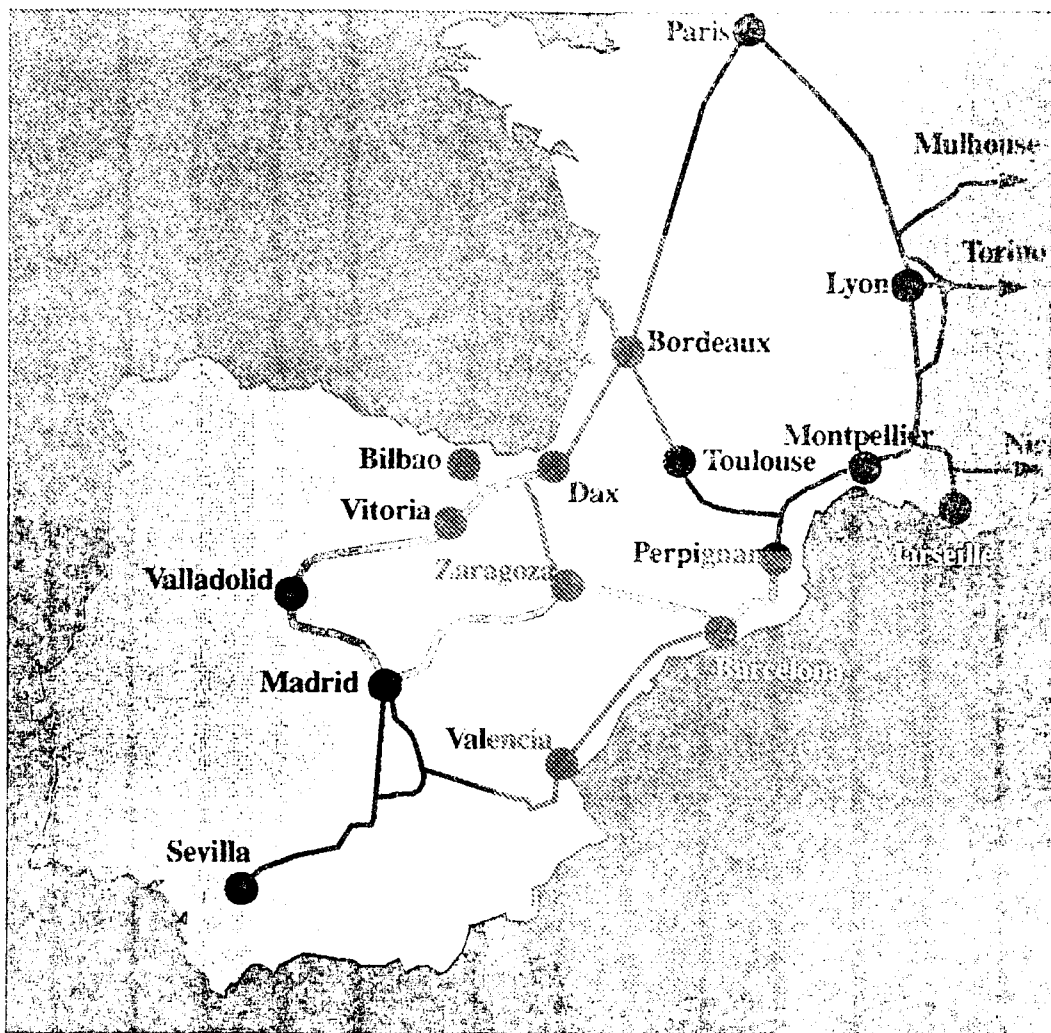 Paris
Mulhouse
Torino
Lyon
Bordeaux
Montpellier
Bilbao
Toulouse
Dax
Vitoria
Perpignan
Zaragoza
Valladolid
Madrid
Valencia
Sevilla